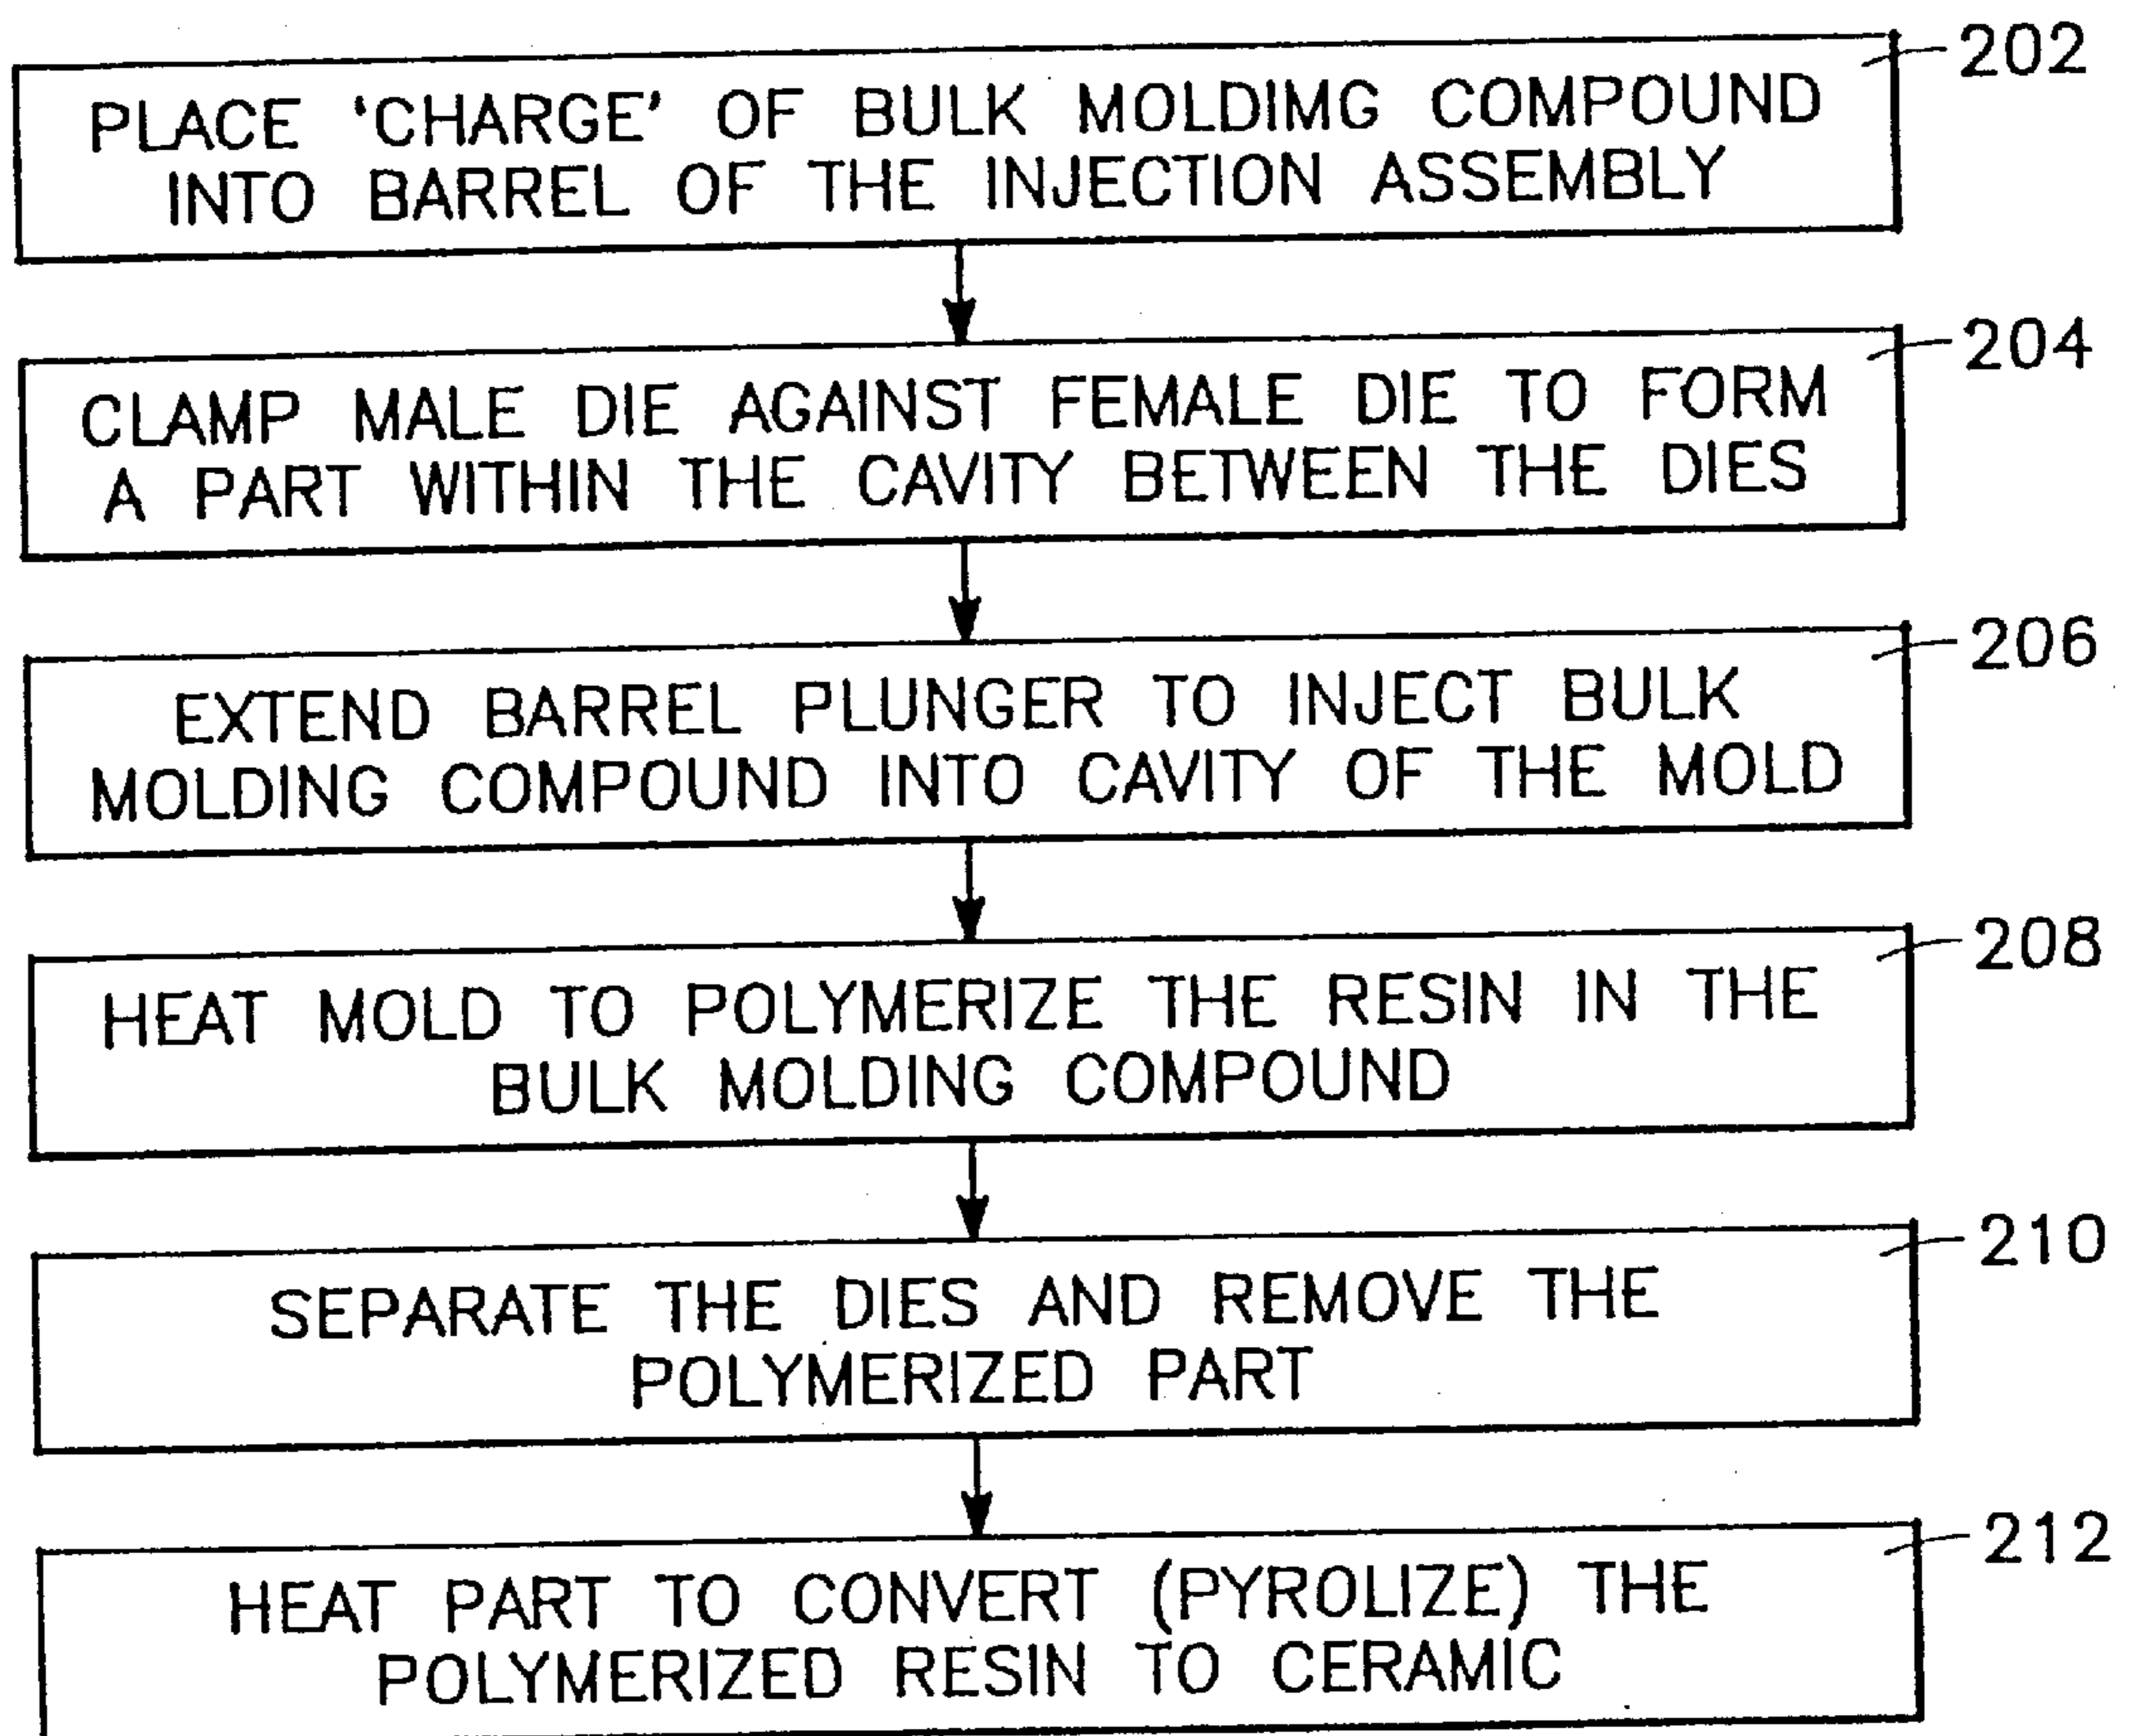 202
PLACE ‘CHARGE’ OF BULK MOLDIMG COMPOUND
INTO BARREL OF THE INJECTION ASSEMBLY
204
CLAMP MALE DIE AGAINST FEMALE DIE TO FORM
A PART WITHIN THE CAVITY BETWEEN THE DIES
206
EXTEND BARREL PLUNGER TO INJECT BULK
MOLDING COMPOUND INTO CAVITY OF THE MOLD
208
HEAT MOLD TO POLYMERIZE THE RESIN IN THE
BULK MOLDING COMPOUND
210
SEPARATE THE DIES AND REMOVE THE
POLYMERIZED PART
212
HEAT PART TO CONVERT (PYROLIZE) THE
POLYMERIZED RESIN TO CERAMIC